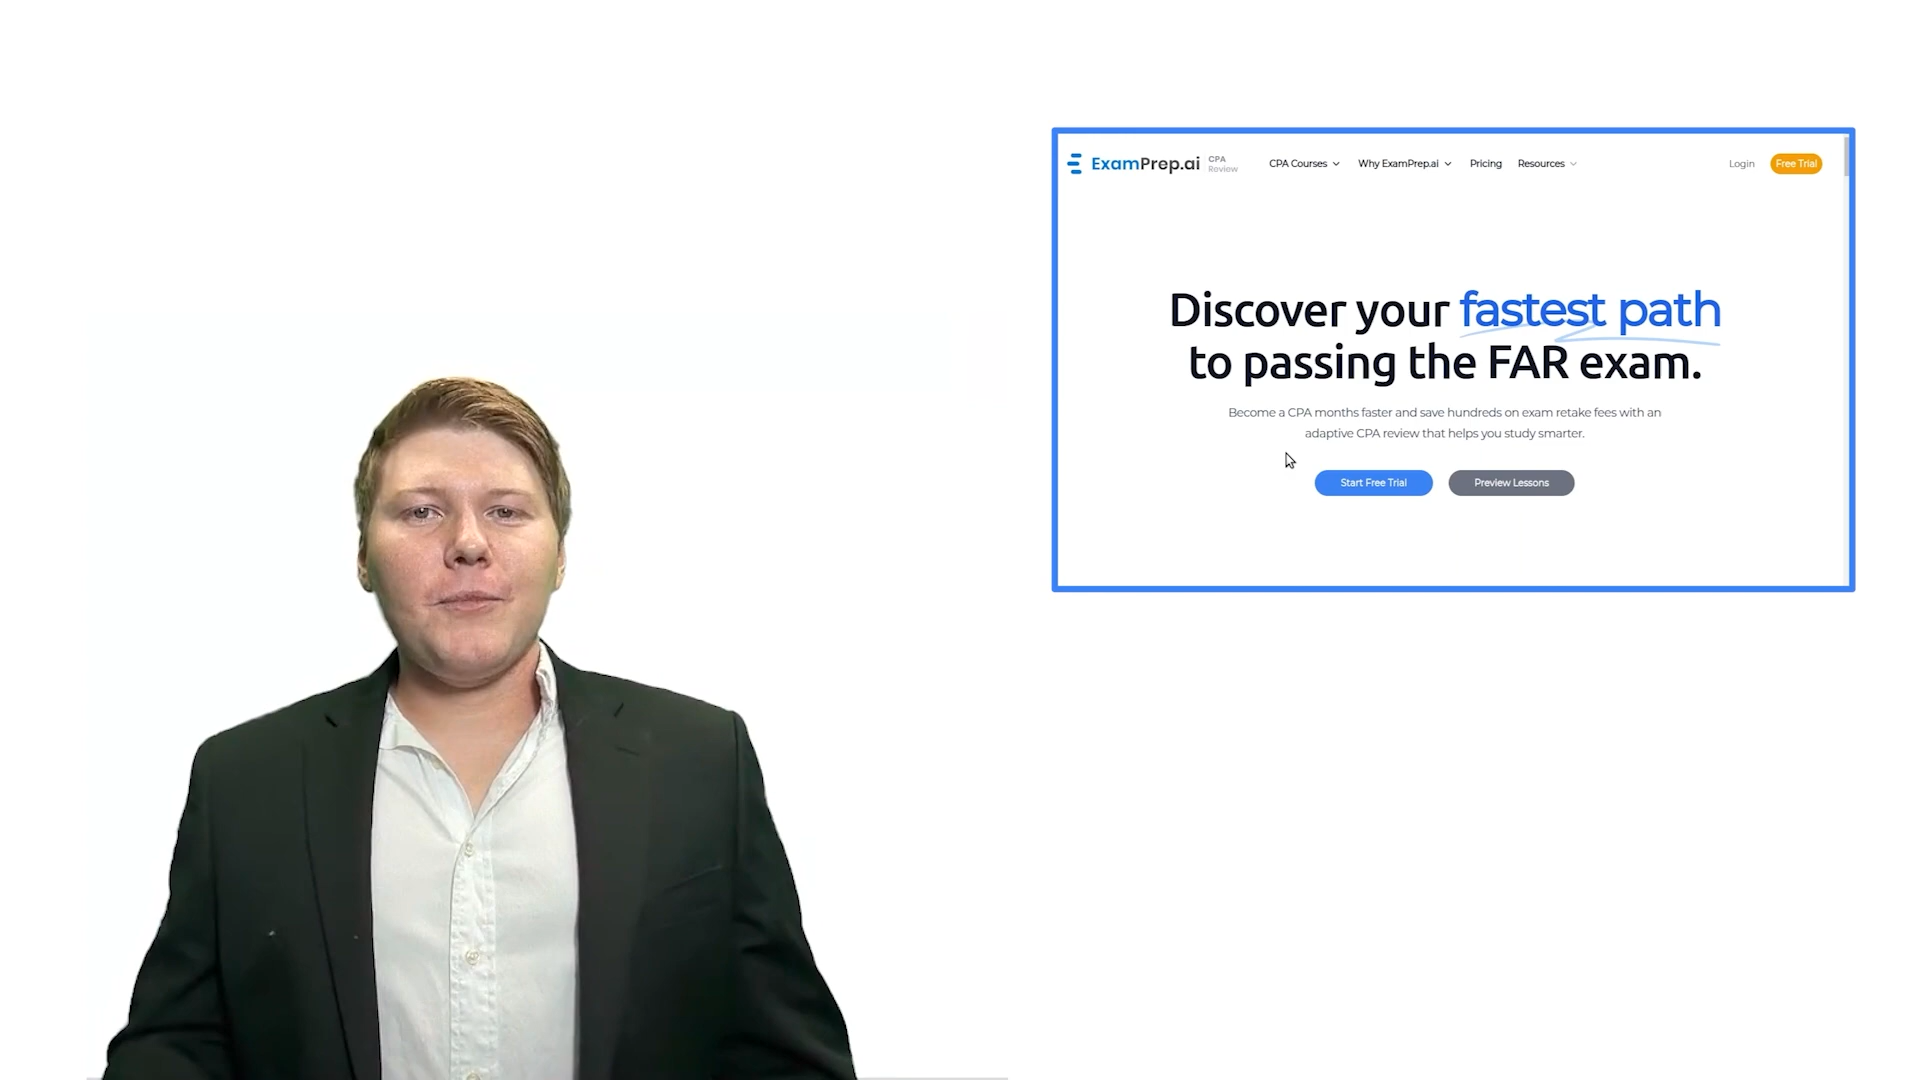 ExamPrep.ai CPA Review CPA Courses Why ExamPrep.ai Pricing Resources Login Free Trial
Discover your fastest path
to passing the FAR exam.
Become a CPA months faster and save hundreds on exam retake fees with an
adaptive CPA review that helps you study smarter.
Start Free Trial Preview Lessons